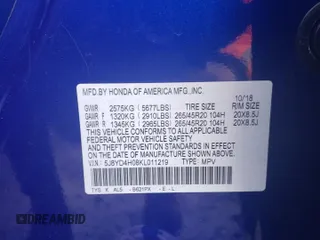 MFD.BY HONDA OF AMERICA MFG.,INC. 10/18
GVWR 2575KG (5677LBS) RIM SIZE
GAWR F 1320KG (2910LBS) 265/45R20 104H 20X8.5J
GAWR R 1345KG (2965LBS) 265/45R20 104H 20X8.5J
THIS VEHICLE CONFORMS TO ALL APPLICABLE
FEDERAL MOTOR VEHICLE SAFETY AND
THEFT PREVENTION STANDARDS IN EFFECT ON
THE DATE OF MANUFACTURE SHOWN ABOVE.
V.I.N: 5J8YD4H08KL011219 TYPE: MPV